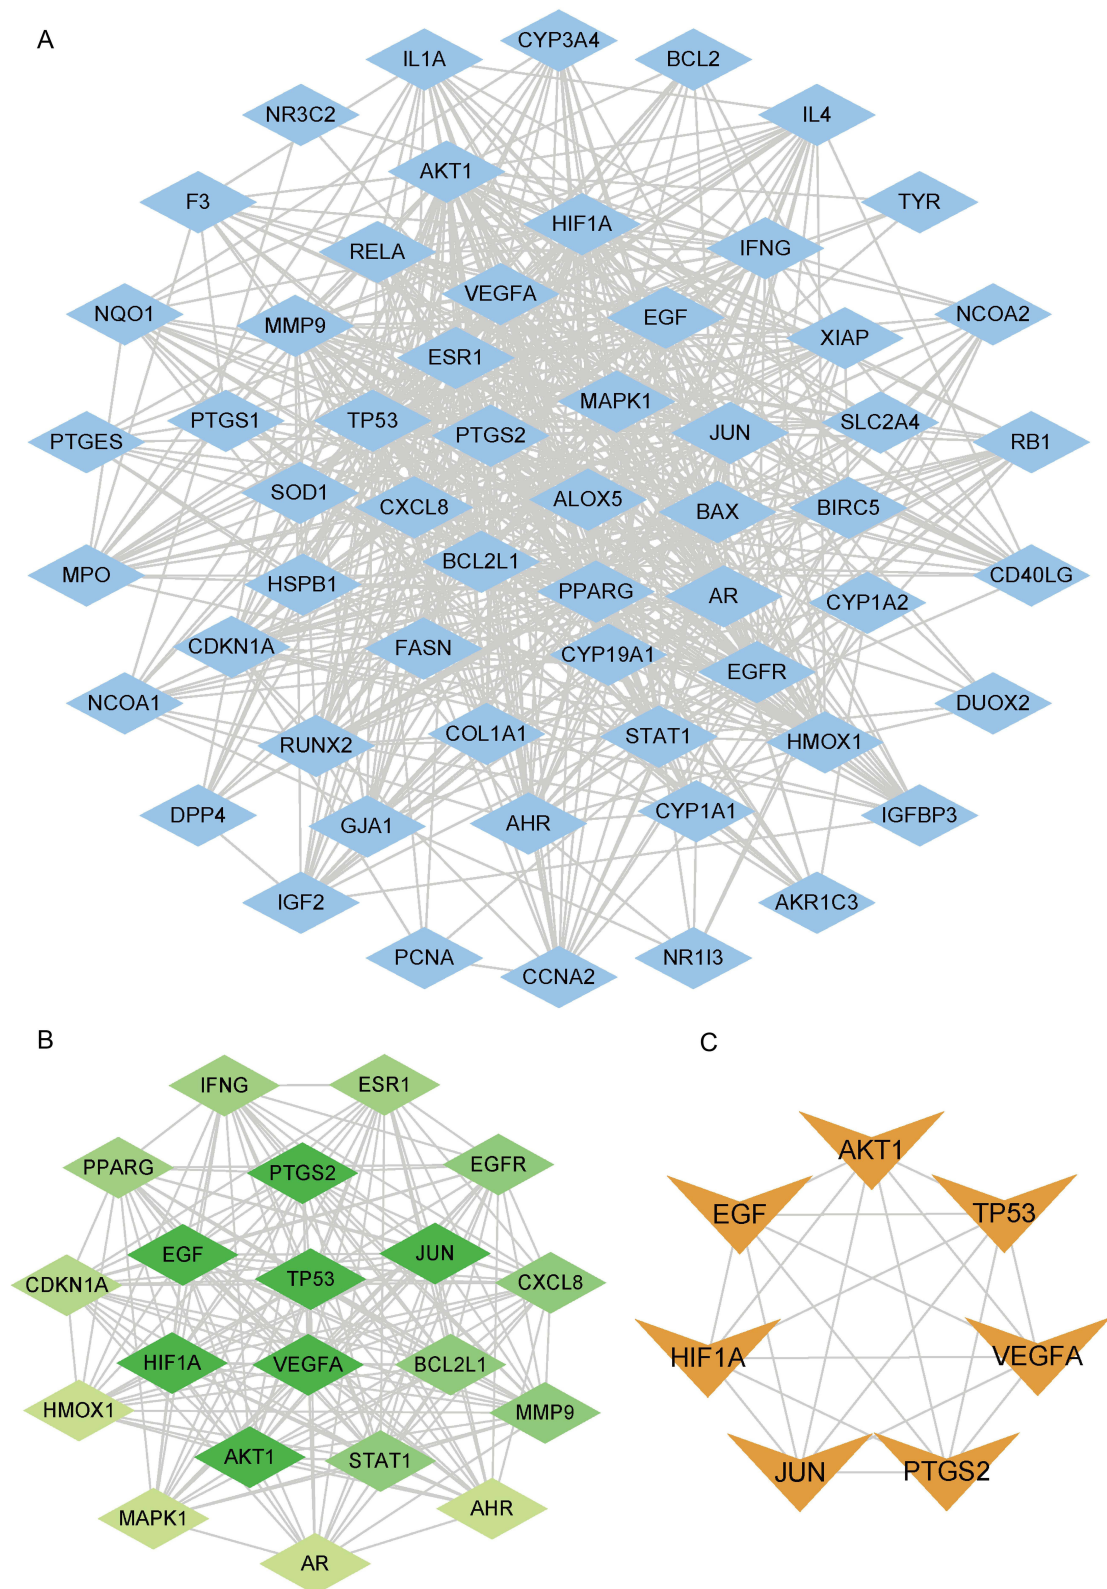 A
CYP3A4
IL1A
BCL2
NR3C2
IL4
AKT1
F3
TYR
HIF1A
RELA
IFNG
VEGFA
NQO1
MMP9
EGF
NCOA2
XIAP
ESR1
MAPK1
PTGS1
TP53
SLC2A4
PTGES
PTGS2
JUN
RB1
SOD1
CXCL8
ALOX5
BAX
BIRC5
BCL2L1
MPO
HSPB1
CD40LG
PPARG
AR
CYP1A2
CDKN1A
FASN
CYP19A1
EGFR
NCOA1
DUOX2
RUNX2
COL1A1
STAT1
HMOX1
DPP4
GJA1
AHR
CYP1A1
IGFBP3
IGF2
AKR1C3
PCNA
CCNA2
NR1I3
B
IFNG
ESR1
PPARG
PTGS2
EGFR
EGF
JUN
TP53
CDKN1A
CXCL8
HIF1A
VEGFA
BCL2L1
HMOX1
MMP9
AKT1
STAT1
MAPK1
AHR
AR
C
AKT1
EGF
TP53
HIF1A
VEGFA
JUN
PTGS2